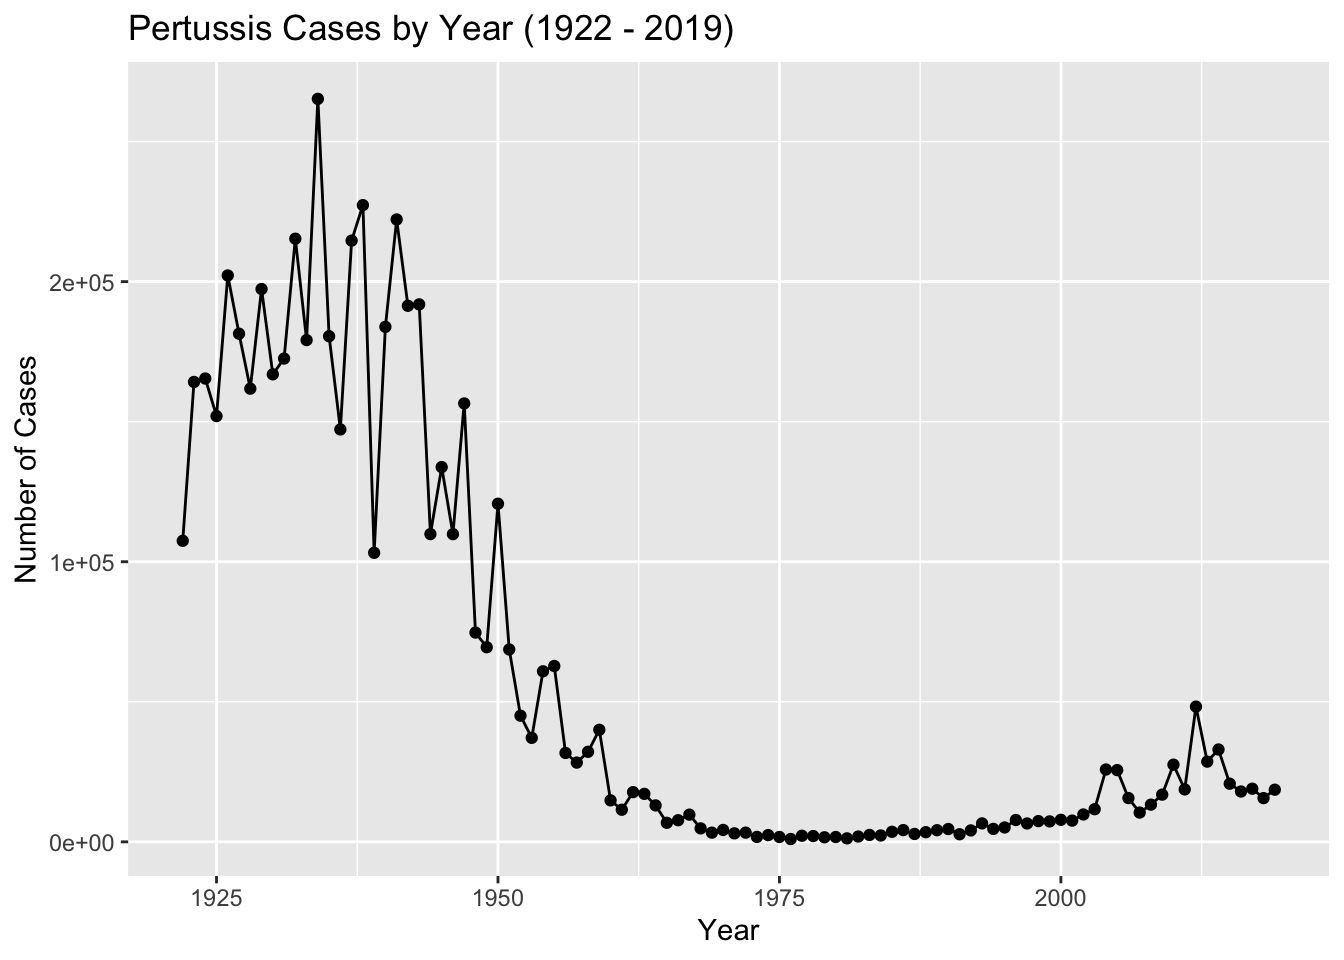 Pertussis Cases by Year (1922 - 2019)
Number of Cases
2e+05
1e+05
0e+00
1925 1950 1975 2000
Year